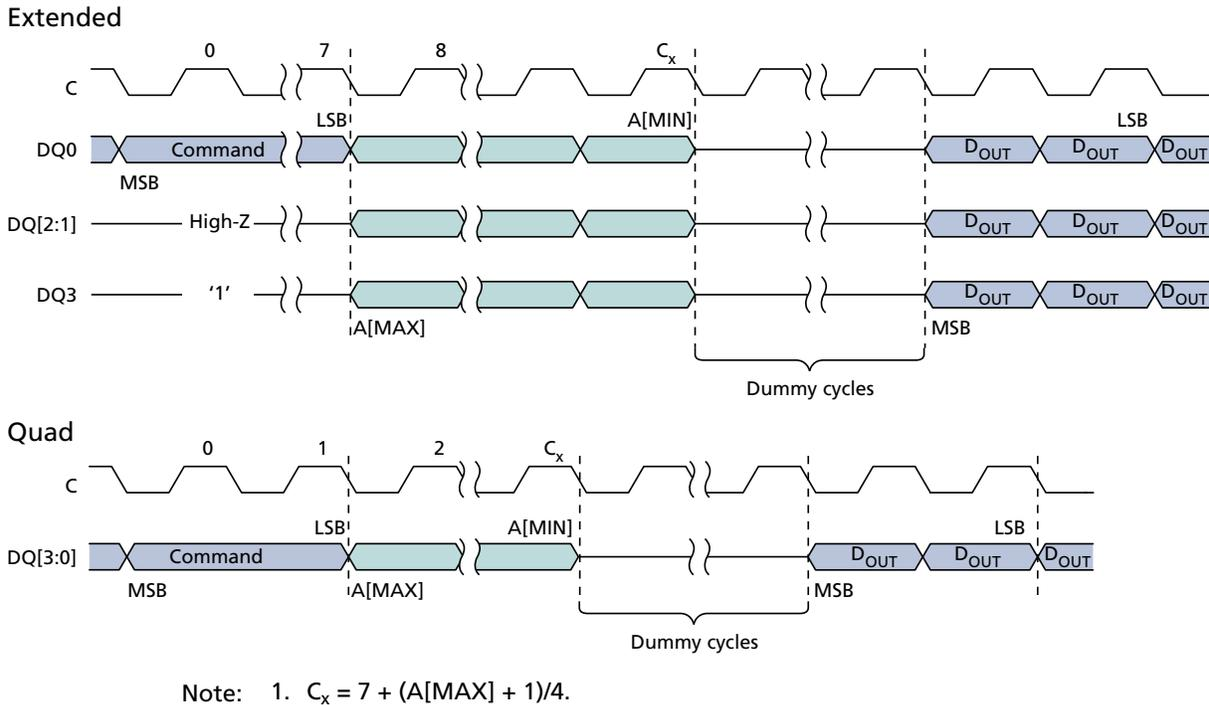 Extended
0 7 8 Cx
C
LSB A[MIN] LSB
DQ0 Command DOUT DOUT DOUT
MSB
DQ[2:1] High-Z DOUT DOUT DOUT
DQ3 ‘1’ DOUT DOUT DOUT
A[MAX] MSB
Dummy cycles
Quad
0 1 2 Cx
C
LSB A[MIN] LSB
DQ[3:0] Command DOUT DOUT DOUT
MSB A[MAX] MSB
Dummy cycles
Note: 1. Cx = 7 + (A[MAX] + 1)/4.